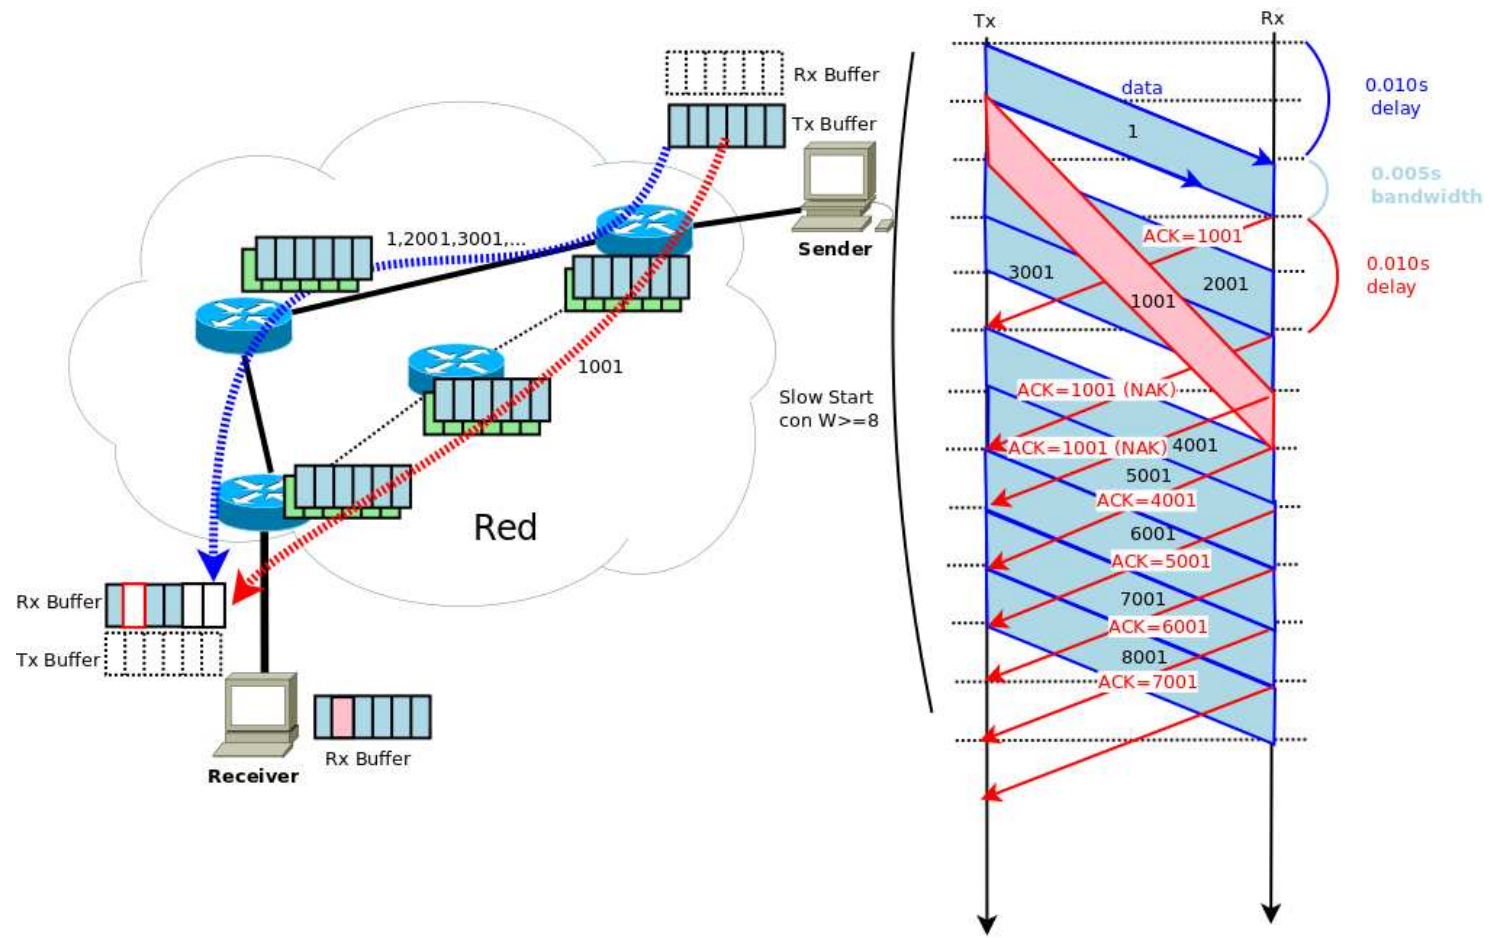 Rx Buffer
Tx Buffer
Sender
1,2001,3001,...
1001
Red
Rx Buffer
Tx Buffer
Rx Buffer
Receiver
Slow Start
con W>=8
Tx
Rx
data
1
0.010s
delay
0.005s
bandwidth
ACK=1001
0.010s
delay
3001
2001
1001
ACK=1001 (NAK)
ACK=1001 (NAK)
4001
5001
ACK=4001
6001
ACK=5001
7001
ACK=6001
8001
ACK=7001